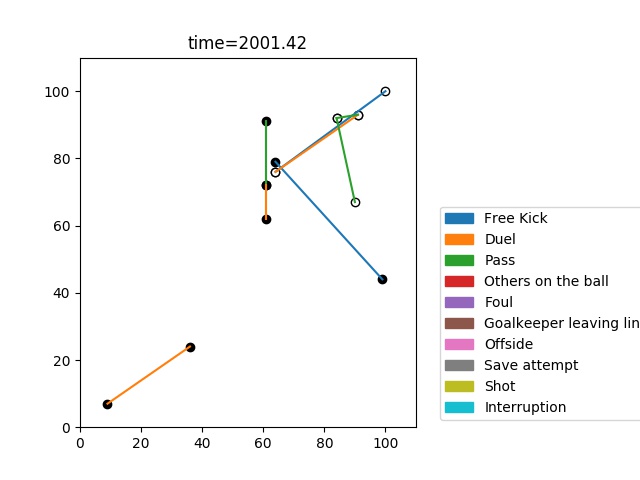 time=2001.42
100
80
60
40
20
0
0 20 40 60 80 100
Free Kick
Duel
Pass
Others on the ball
Foul
Goalkeeper leaving lin
Offside
Save attempt
Shot
Interruption